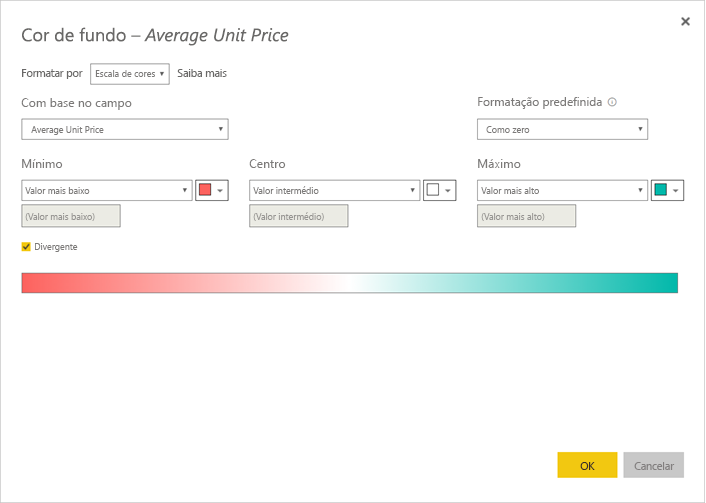 Cor de fundo – Average Unit Price
Formatar por Escala de cores Saiba mais
Com base no campo Formatação predefinida
Average Unit Price Como zero
Mínimo Centro Máximo
Valor mais baixo Valor intermédio Valor mais alto
(Valor mais baixo) (Valor intermédio) (Valor mais alto)
Divergente
OK Cancelar